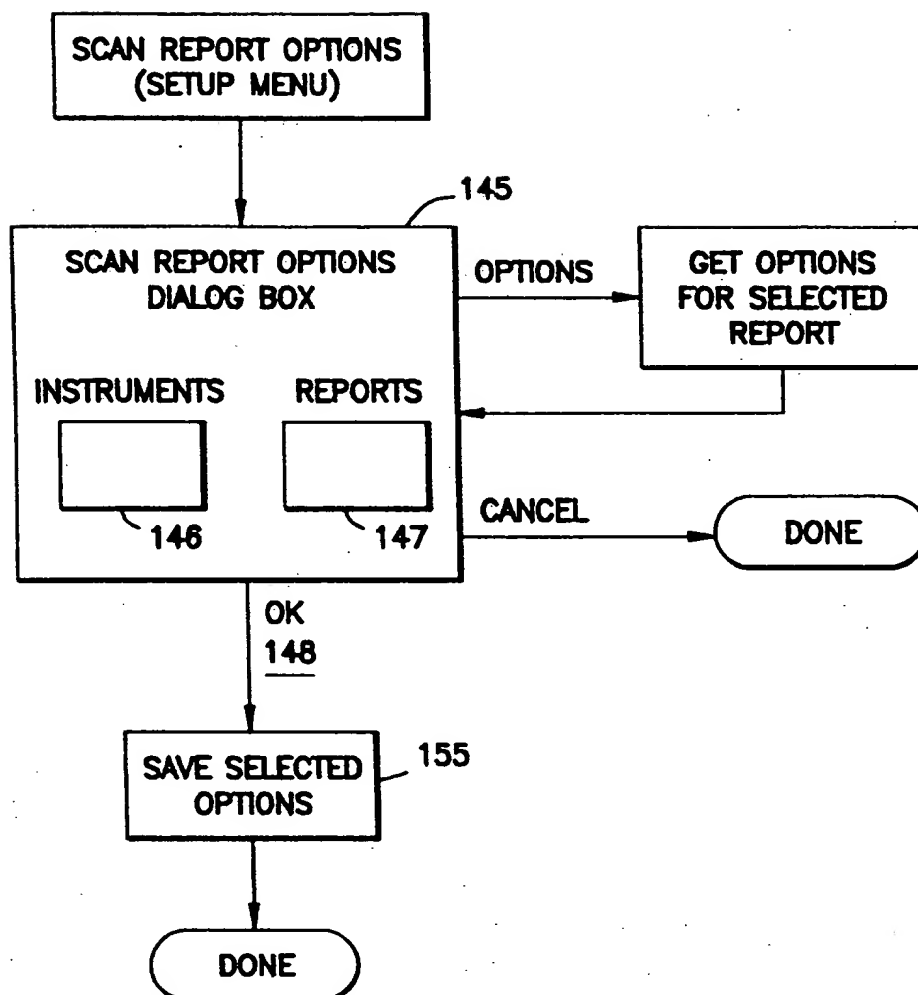 SCAN REPORT OPTIONS
(SETUP MENU)
145
SCAN REPORT OPTIONS
DIALOG BOX
OPTIONS
GET OPTIONS
FOR SELECTED
REPORT
INSTRUMENTS
REPORTS
146
147
CANCEL
DONE
OK
148
SAVE SELECTED
OPTIONS
155
DONE